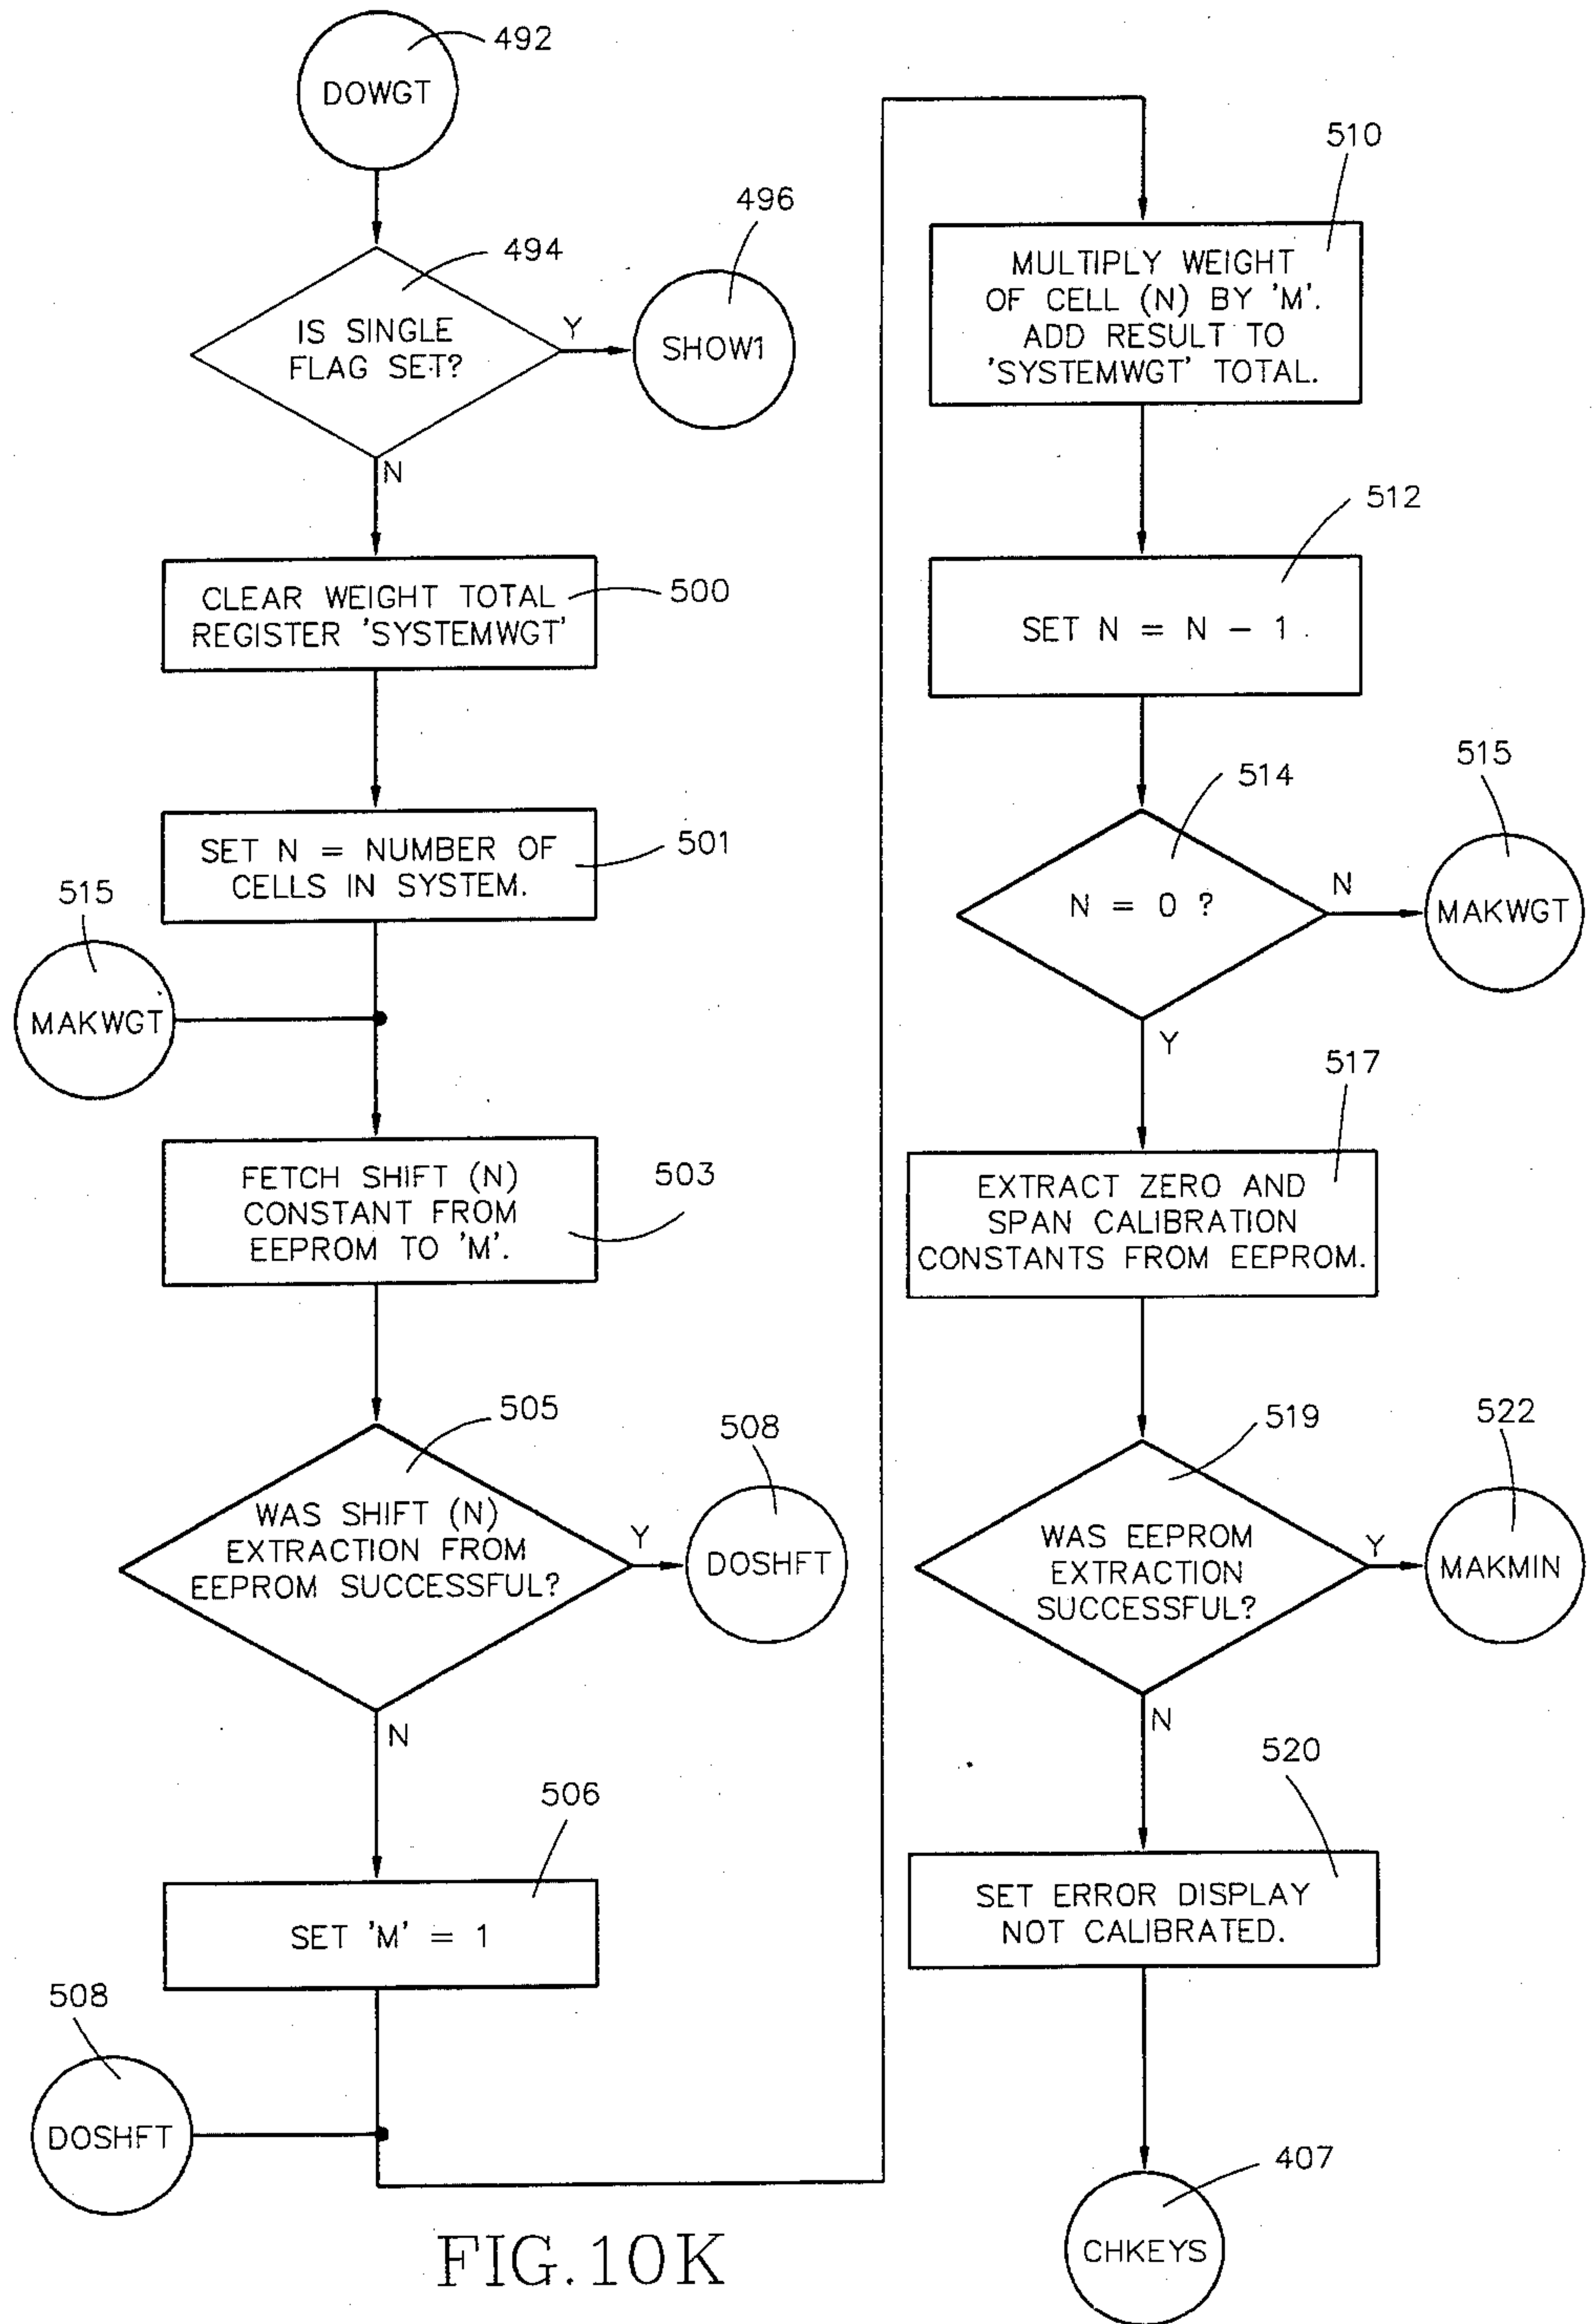 492
DOWGT
494
IS SINGLE
FLAG SET?
Y
496
SHOW1
N
CLEAR WEIGHT TOTAL
REGISTER 'SYSTEMWGT'
500
SET N = NUMBER OF
CELLS IN SYSTEM.
501
515
MAKWGT
FETCH SHIFT (N)
CONSTANT FROM
EEPROM TO 'M'.
503
505
WAS SHIFT (N)
EXTRACTION FROM
EEPROM SUCCESSFUL?
Y
508
DOSHFT
N
506
SET 'M' = 1
508
DOSHFT
510
MULTIPLY WEIGHT
OF CELL (N) BY 'M'.
ADD RESULT TO
'SYSTEMWGT' TOTAL.
512
SET N = N - 1.
514
N = 0 ?
N
515
MAKWGT
Y
517
EXTRACT ZERO AND
SPAN CALIBRATION
CONSTANTS FROM EEPROM.
519
WAS EEPROM
EXTRACTION
SUCCESSFUL?
Y
522
MAKMIN
N
520
SET ERROR DISPLAY
NOT CALIBRATED.
407
CHKEYS
FIG. 10K